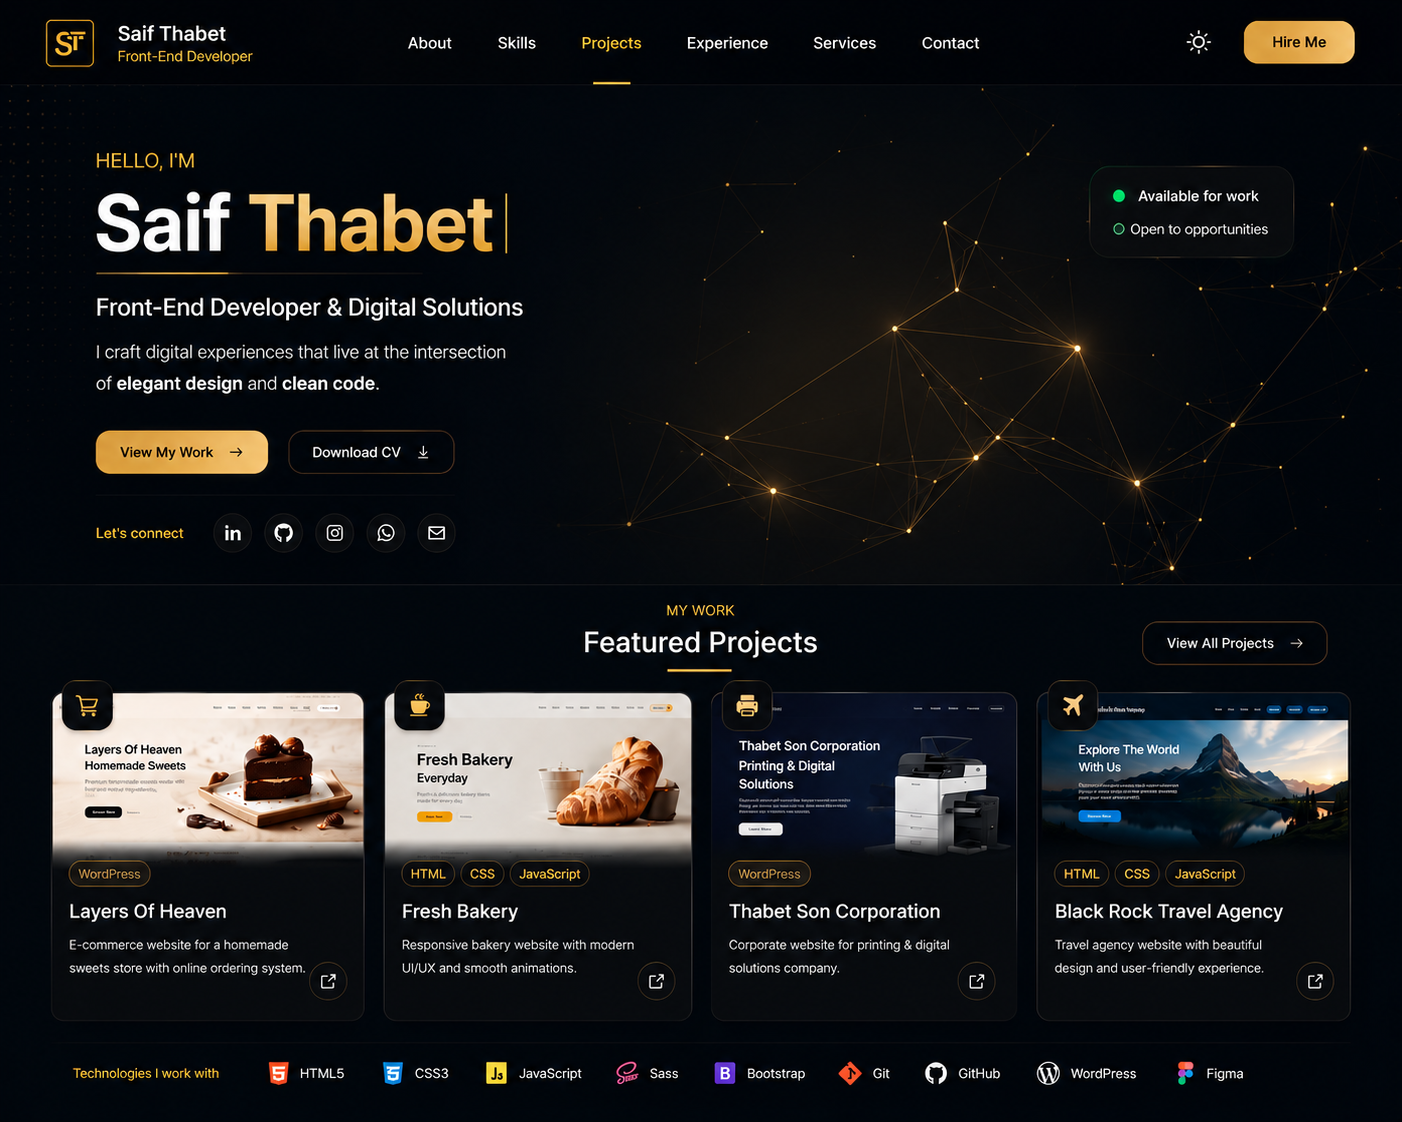 ST
Saif Thabet
Front-End Developer
About
Skills
Projects
Experience
Services
Contact
Hire Me
HELLO, I'M
Saif Thabet
Front-End Developer & Digital Solutions
I craft digital experiences that live at the intersection
of elegant design and clean code.
View My Work
Download CV
Let's connect
in
Available for work
Open to opportunities
MY WORK
Featured Projects
View All Projects
Layers Of Heaven
Homemade Sweets
WordPress
Layers Of Heaven
E-commerce website for a homemade
sweets store with online ordering system.
Fresh Bakery
Everyday
HTML
CSS
JavaScript
Fresh Bakery
Responsive bakery website with modern
UI/UX and smooth animations.
Thabet Son Corporation
Printing & Digital
Solutions
Learn More
WordPress
Thabet Son Corporation
Corporate website for printing & digital
solutions company.
Explore The World
With Us
HTML
CSS
JavaScript
Black Rock Travel Agency
Travel agency website with beautiful
design and user-friendly experience.
Technologies I work with
HTML5
CSS3
JavaScript
Sass
Bootstrap
Git
GitHub
WordPress
Figma